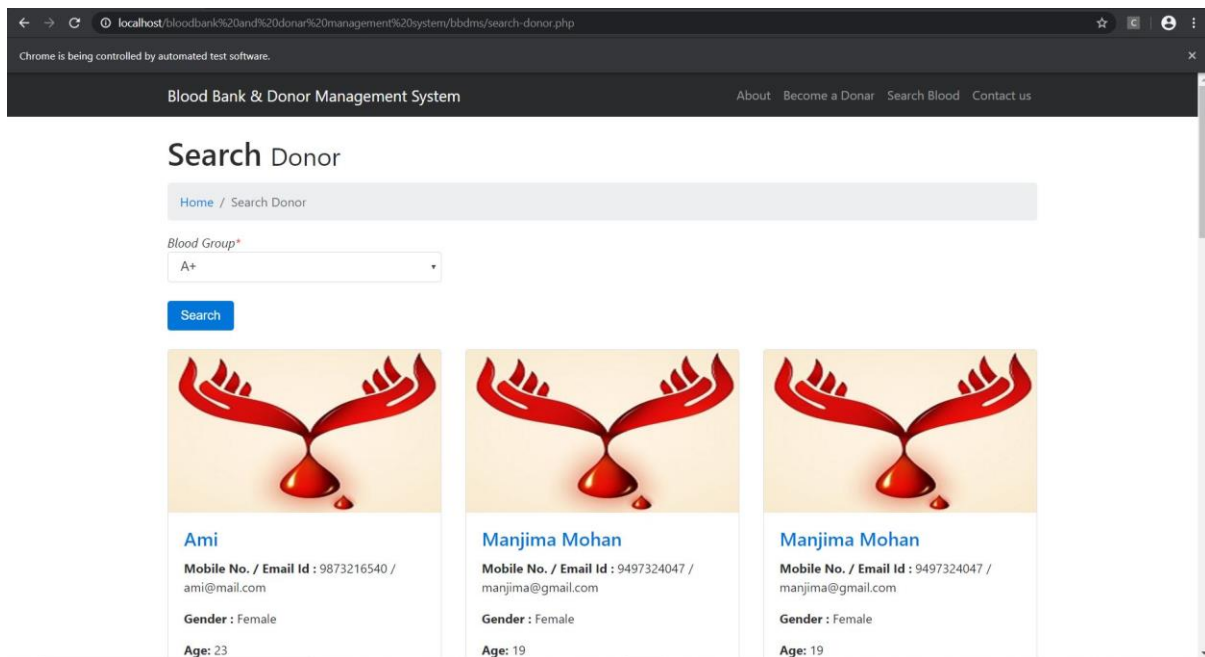 localhost/bloodbank%20and%20donar%20management%20system/bbdms/search-donor.php
C
Chrome is being controlled by automated test software.
Blood Bank & Donor Management System
About Become a Donar Search Blood Contact us
Search Donor
Home / Search Donor
Blood Group*
A+
Search
Ami
Mobile No. / Email Id : 9873216540 /
ami@mail.com
Gender : Female
Age: 23
Manjima Mohan
Mobile No. / Email Id : 9497324047 /
manjima@gmail.com
Gender : Female
Age: 19
Manjima Mohan
Mobile No. / Email Id : 9497324047 /
manjima@gmail.com
Gender : Female
Age: 19